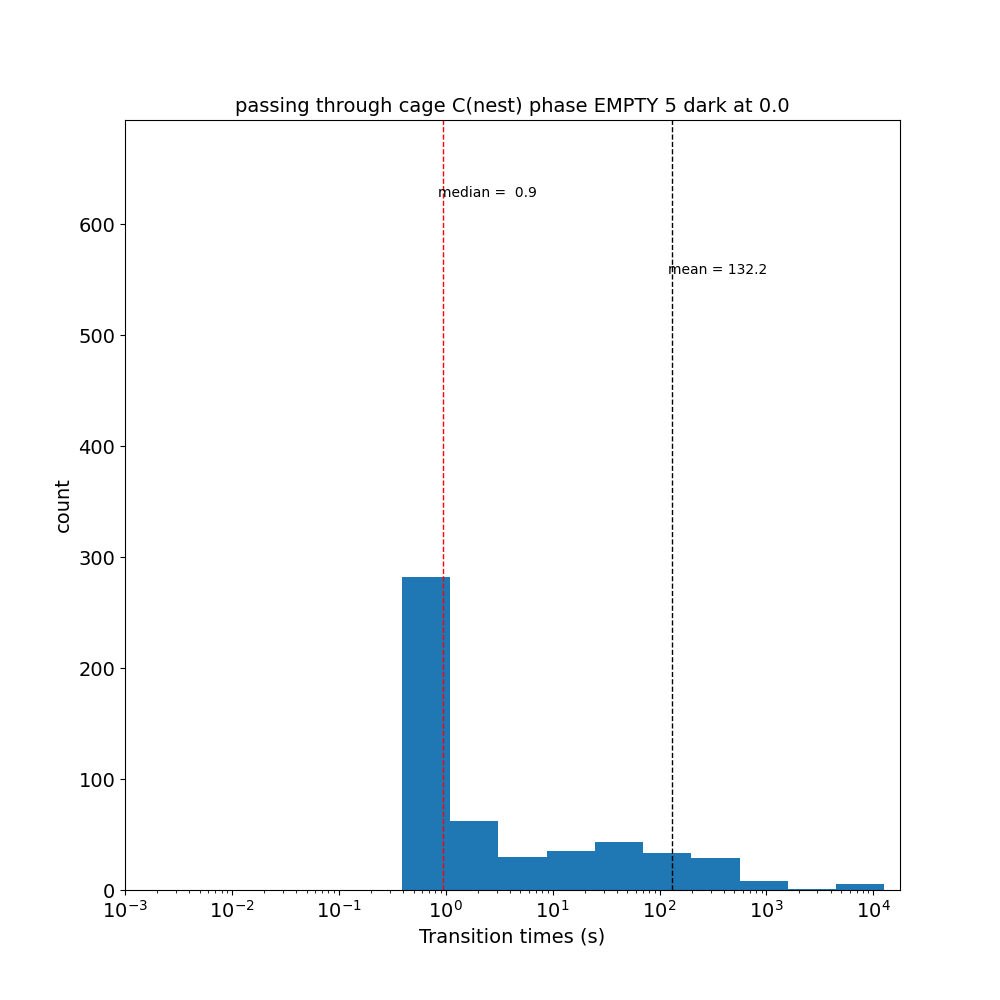 passing through cage C(nest) phase EMPTY 5 dark at 0.0
median =  0.9
mean = 132.2
600
500
400
300
200
100
0
count
10⁻³ 10⁻² 10⁻¹ 10⁰ 10¹ 10² 10³ 10⁴
Transition times (s)